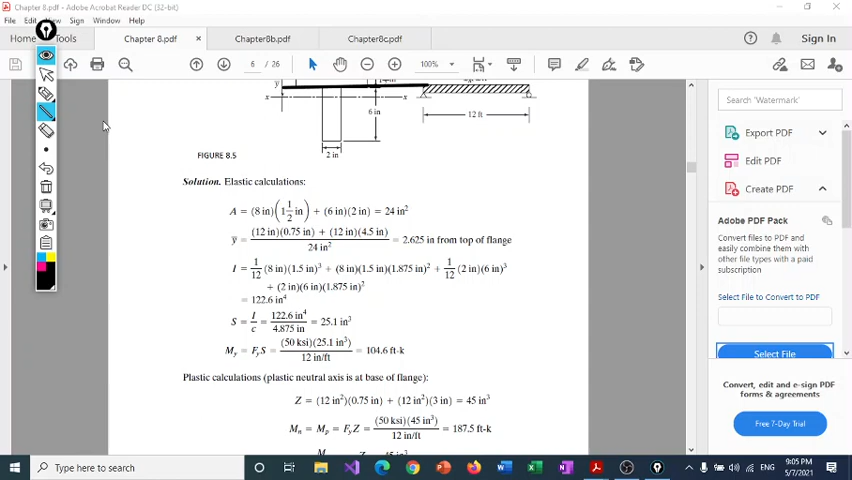 Chapter 8.pdf - Adobe Acrobat Reader DC (32-bit)
File Edit View Sign Window Help
Home Tools Chapter 8.pdf × Chapter8b.pdf Chapter8c.pdf Sign In
6 / 26 100%
y
x x
6 in
12 ft
2 in
FIGURE 8.5
Solution. Elastic calculations:
A = (8 in)(1 1/2 in) + (6 in)(2 in) = 24 in²
y̅ = (12 in)(0.75 in) + (12 in)(4.5 in) / 24 in² = 2.625 in from top of flange
I = 1/12 (8 in)(1.5 in)³ + (8 in)(1.5 in)(1.875 in)² + 1/12 (2 in)(6 in)³
+ (2 in)(6 in)(1.875 in)²
= 122.6 in⁴
S = I/c = 122.6 in⁴ / 4.875 in = 25.1 in³
My = FyS = (50 ksi)(25.1 in³) / 12 in/ft = 104.6 ft-k
Plastic calculations (plastic neutral axis is at base of flange):
Z = (12 in²)(0.75 in) + (12 in²)(3 in) = 45 in³
Mn = Mp = FyZ = (50 ksi)(45 in³) / 12 in/ft = 187.5 ft-k
Search 'Watermark'
Export PDF
Edit PDF
Create PDF
Adobe PDF Pack
Convert files to PDF and
easily combine them with
other file types with a paid
subscription
Select File to Convert to PDF
Select File
Convert, edit and e-sign PDF
forms & agreements
Free 7-Day Trial
Type here to search
ENG
9:05 PM
5/7/2021